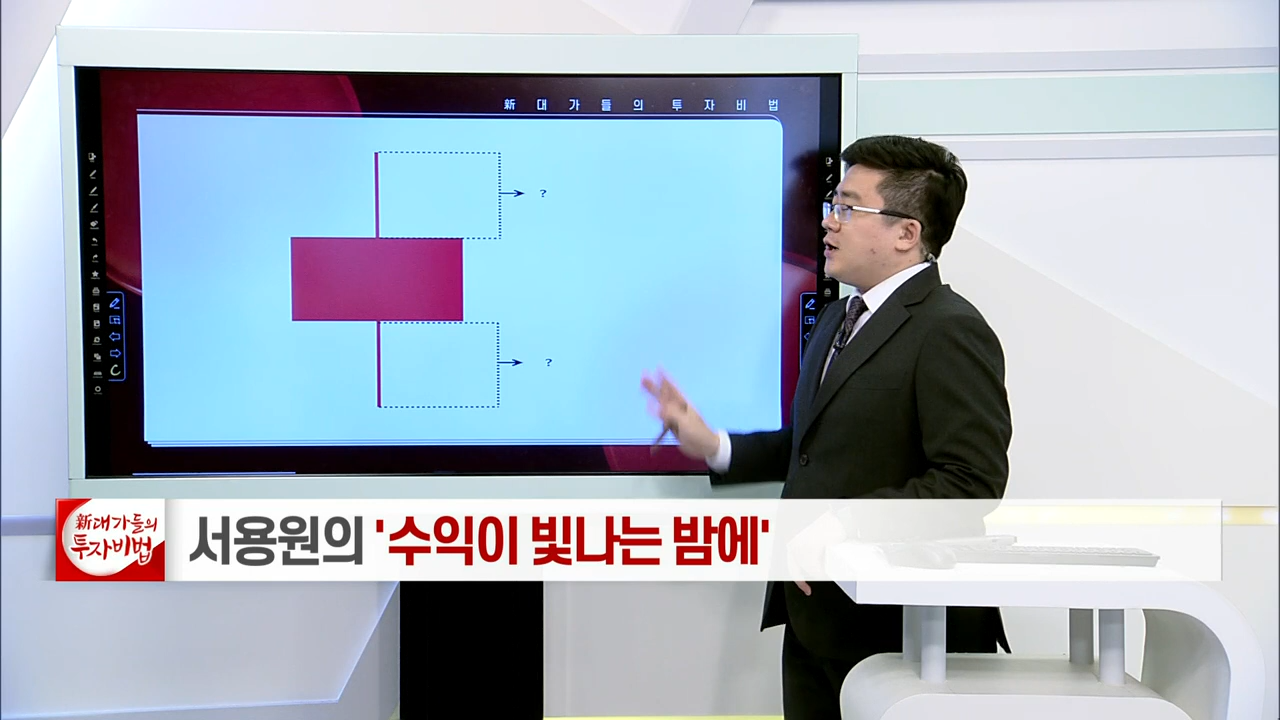 新 대 가 들 의 투 자 비 법
?
?
新대가들의
투자비법
서용원의 '수익이 빛나는 밤에'